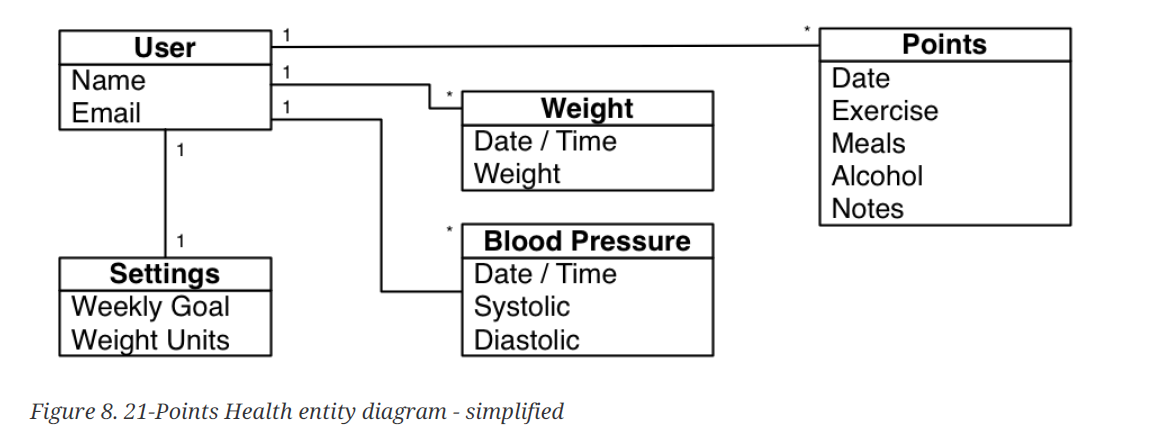 User
Name
Email
1
*
1
*
1
*
1
1
Points
Date
Exercise
Meals
Alcohol
Notes
Weight
Date / Time
Weight
Blood Pressure
Date / Time
Systolic
Diastolic
Settings
Weekly Goal
Weight Units
Figure 8. 21-Points Health entity diagram - simplified